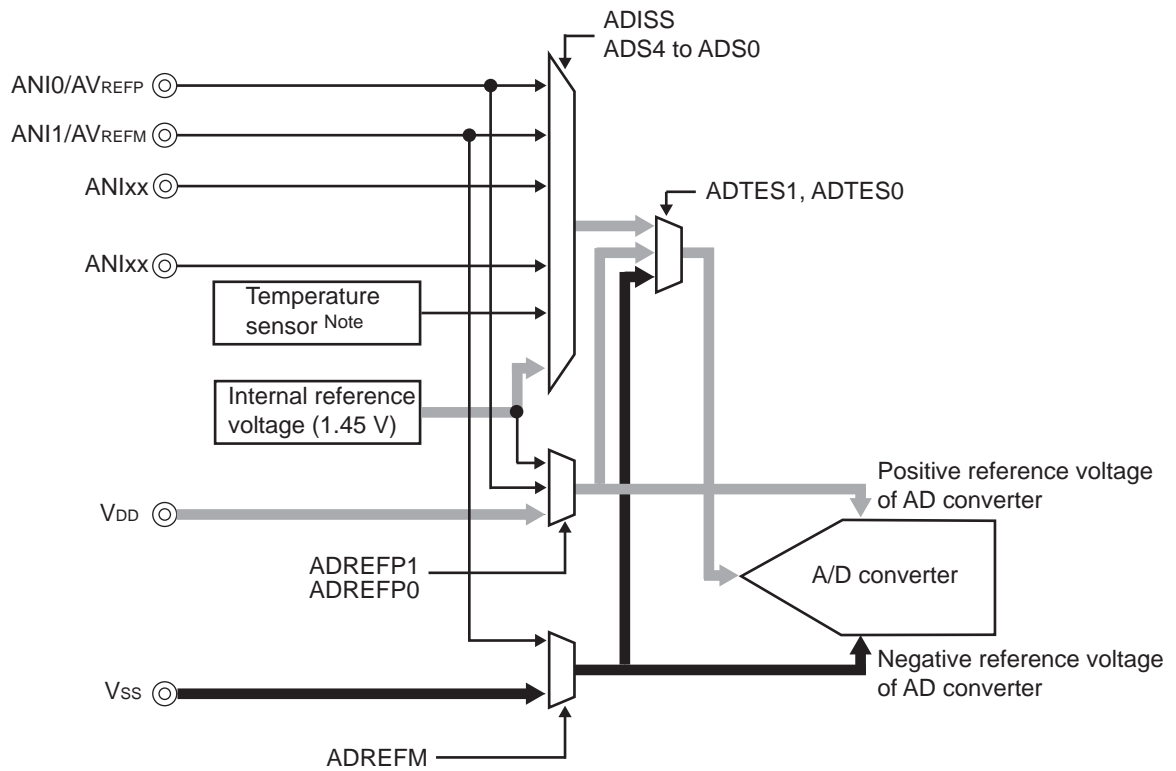 ADISS
ADS4 to ADS0
ANI0/AVREFP
ANI1/AVREFM
ANIxx
ADTES1, ADTES0
ANIxx
Temperature
sensor Note
Internal reference
voltage (1.45 V)
Positive reference voltage
of AD converter
VDD
ADREFP1
ADREFP0
A/D converter
Negative reference voltage
of AD converter
VSS
ADREFM